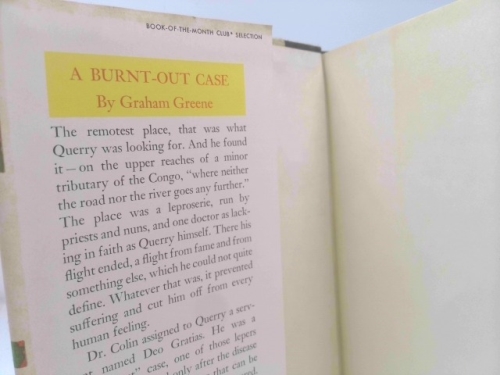 BOOK-OF-THE-MONTH CLUB* SELECTION
A BURNT-OUT CASE
By Graham Greene
The remotest place, that was what
Querry was looking for. And he found
it—on the upper reaches of a minor
tributary of the Congo, “where neither
the road nor the river goes any further.”
The place was a leproserie, run by
priests and nuns, and one doctor as lack-
ing in faith as Querry himself. There his
flight ended, a flight from fame and from
something else, which he could not quite
define. Whatever that was, it prevented
suffering and cut him off from every
human feeling.
Dr. Colin assigned to Querry a serv-
named Deo Gratias. He was a
case, one of those lepers
only after the disease
that can be